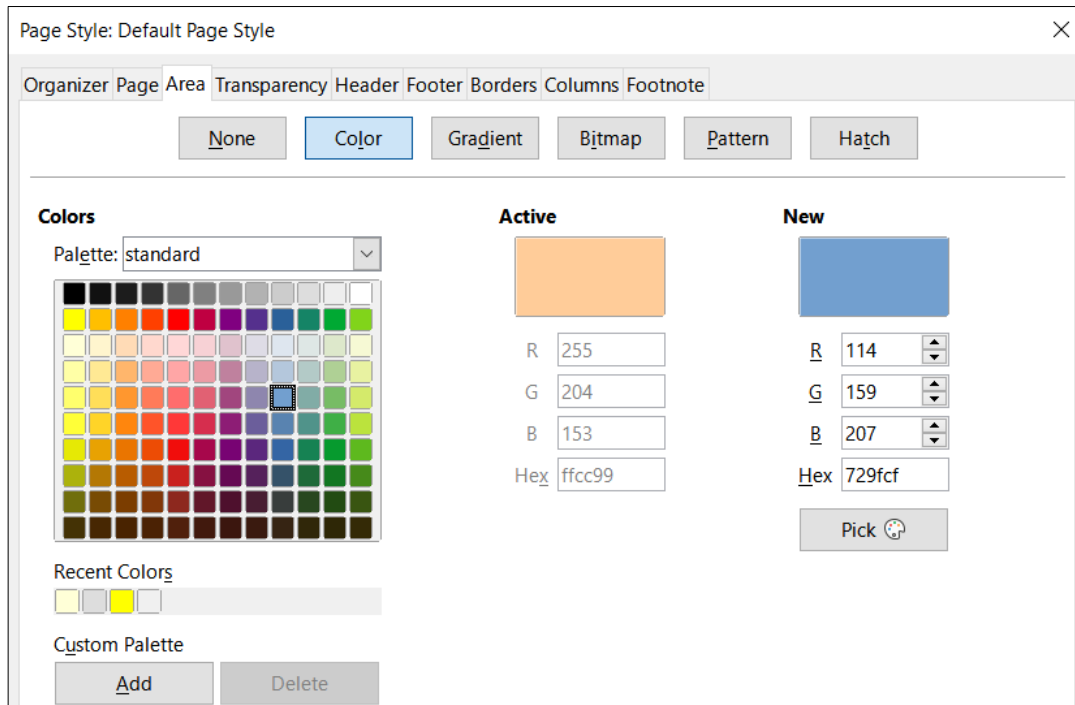 Page Style: Default Page Style
Organizer Page Area Transparency Header Footer Borders Columns Footnote
None Color Gradient Bitmap Pattern Hatch
Colors Active New
Palette: standard
R 255 R 114
G 204 G 159
B 153 B 207
Hex ffcc99 Hex 729fcf
Pick
Recent Colors
Custom Palette
Add Delete